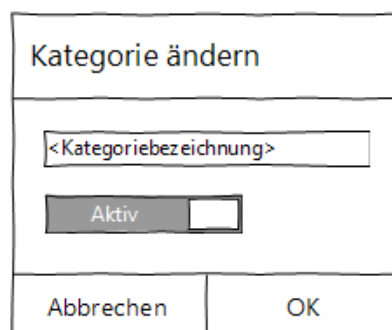 Kategorie ändern
<Kategoriebezeichnung>
Aktiv
Abbrechen OK